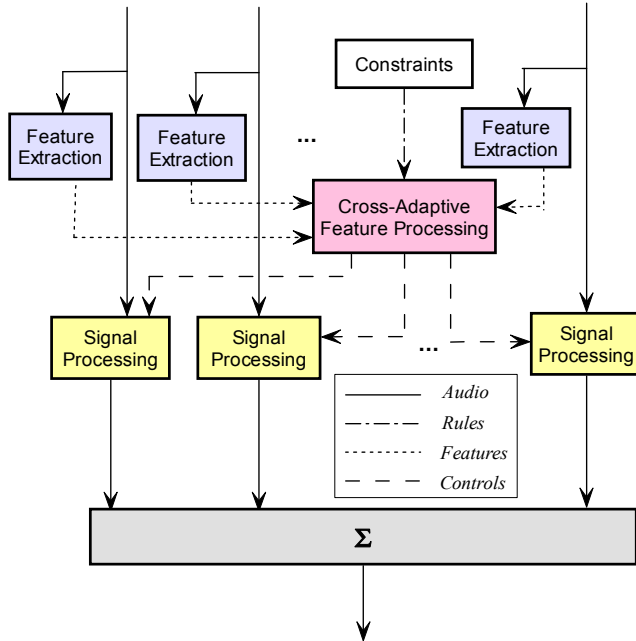 Constraints
Feature
Extraction
Feature
Extraction
...
Feature
Extraction
Cross-Adaptive
Feature Processing
Signal
Processing
Signal
Processing
...
Signal
Processing
Audio
Rules
Features
Controls
Σ